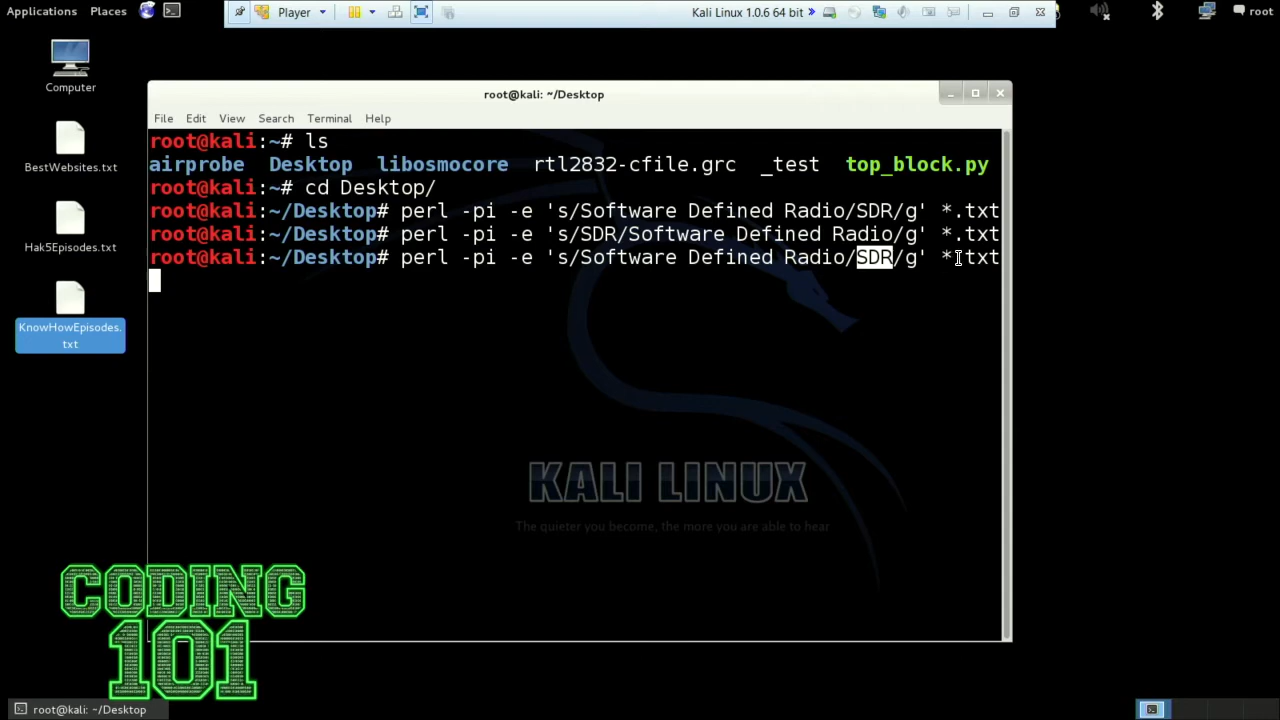 Applications Places
Player
Kali Linux 1.0.6 64 bit
root
Computer
BestWebsites.txt
Hak5Episodes.txt
KnowHowEpisodes.
txt
root@kali: ~/Desktop
File Edit View Search Terminal Help
root@kali:~# ls
airprobe Desktop libosmocore rtl2832-cfile.grc _test top_block.py
root@kali:~# cd Desktop/
root@kali:~/Desktop# perl -pi -e 's/Software Defined Radio/SDR/g' *.txt
root@kali:~/Desktop# perl -pi -e 's/SDR/Software Defined Radio/g' *.txt
root@kali:~/Desktop# perl -pi -e 's/Software Defined Radio/SDR/g' *.txt
KALI LINUX
The quieter you become, the more you are able to hear
CODING
101
root@kali: ~/Desktop